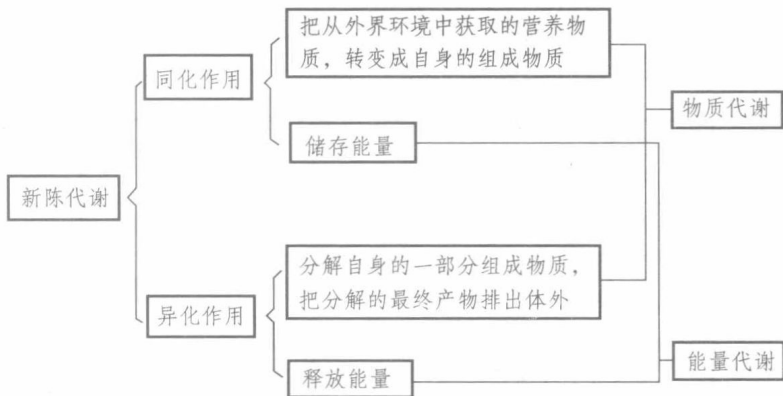 把从外界环境中获取的营养物
质，转变成自身的组成物质
同化作用
物质代谢
储存能量
新陈代谢
分解自身的一部分组成物质，
把分解的最终产物排出体外
异化作用
能量代谢
释放能量